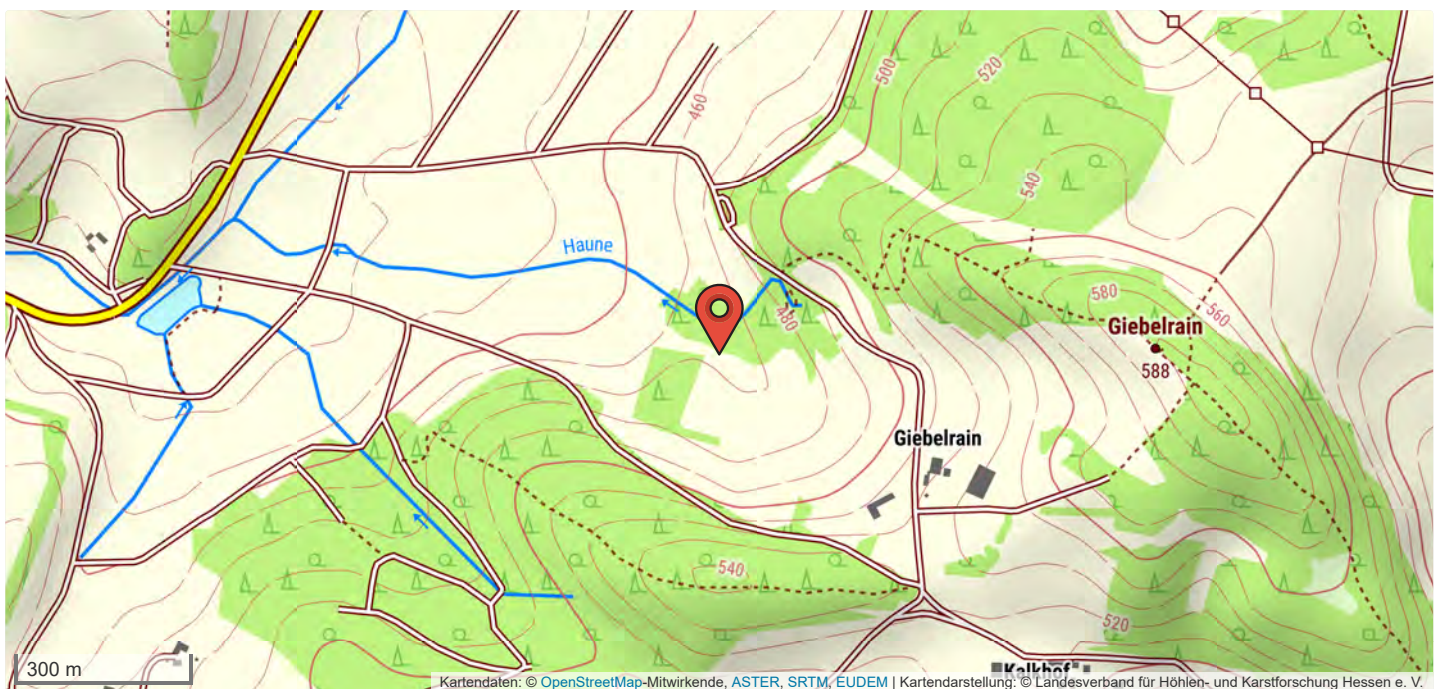 460
500
520
540
Haune
480
580
560
Giebelrain
588
Giebelrain
540
520
Kalkhof
300 m
Kartendaten: © OpenStreetMap-Mitwirkende, ASTER, SRTM, EUDEM | Kartendarstellung: © Landesverband für Höhlen- und Karstforschung Hessen e. V.